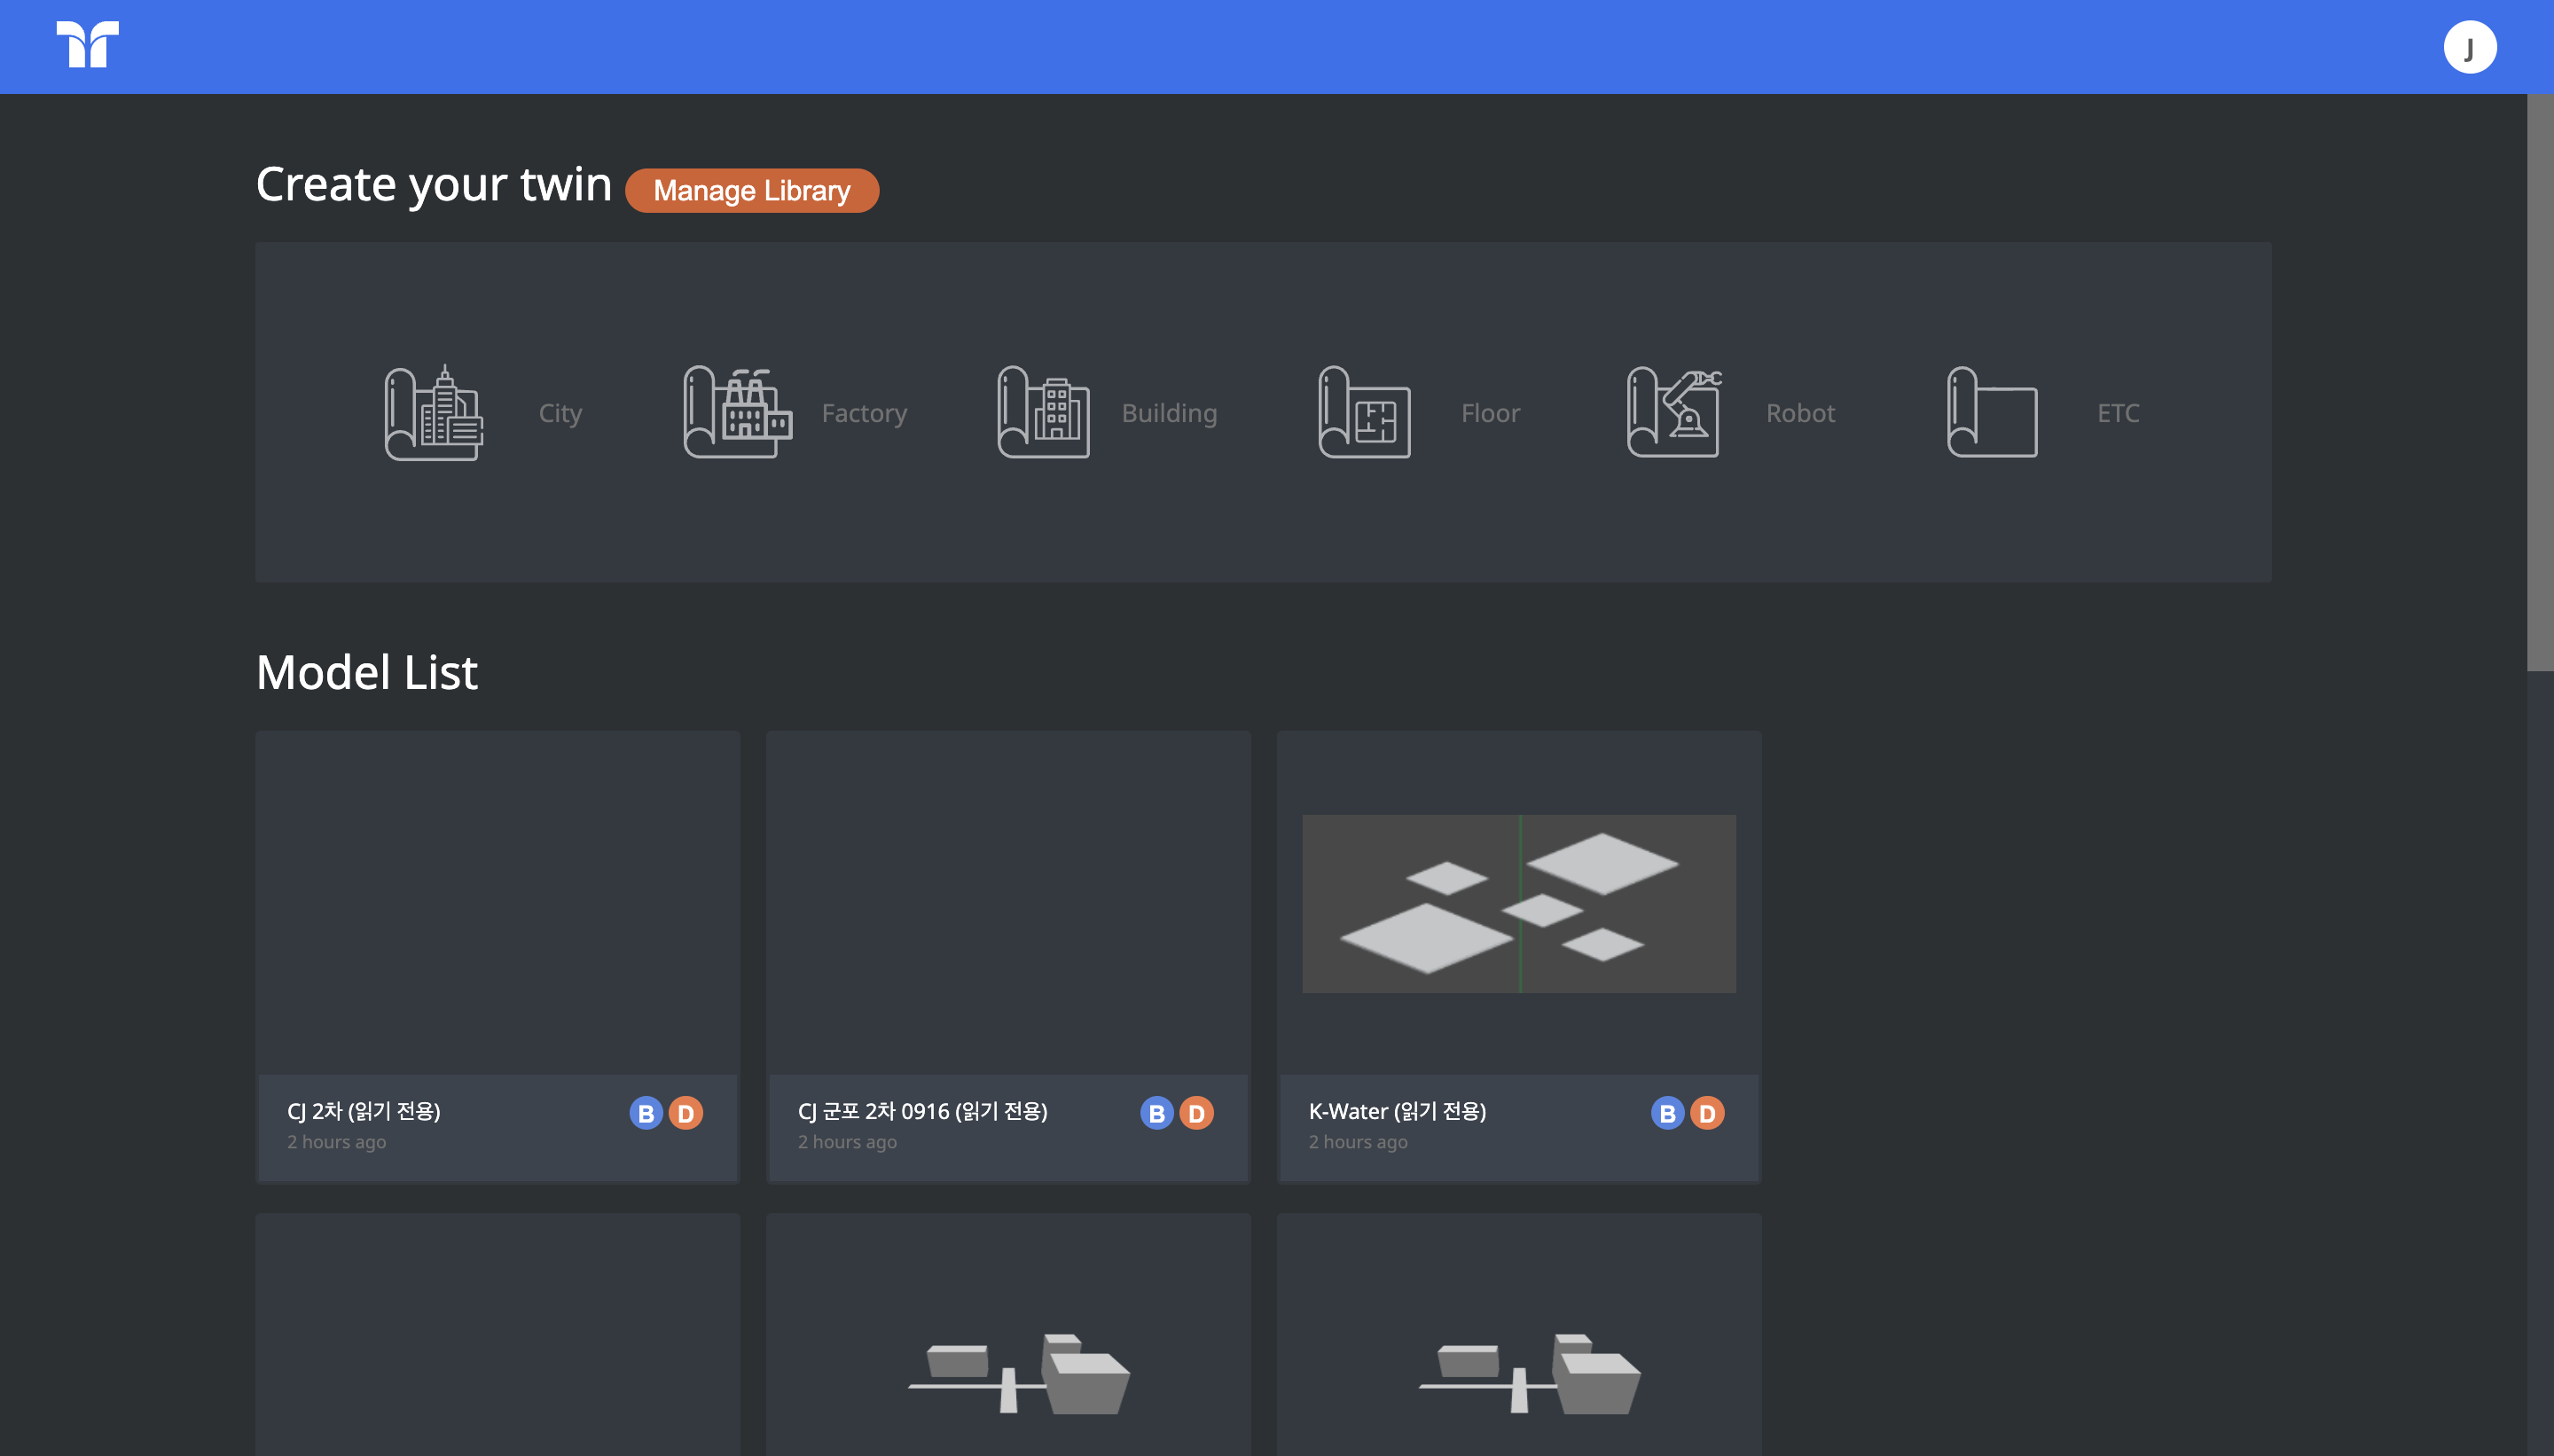 J
Create your twin Manage Library
City Factory Building Floor Robot ETC
Model List
CJ 2차 (읽기 전용) B D
2 hours ago
CJ 군포 2차 0916 (읽기 전용) B D
2 hours ago
K-Water (읽기 전용) B D
2 hours ago